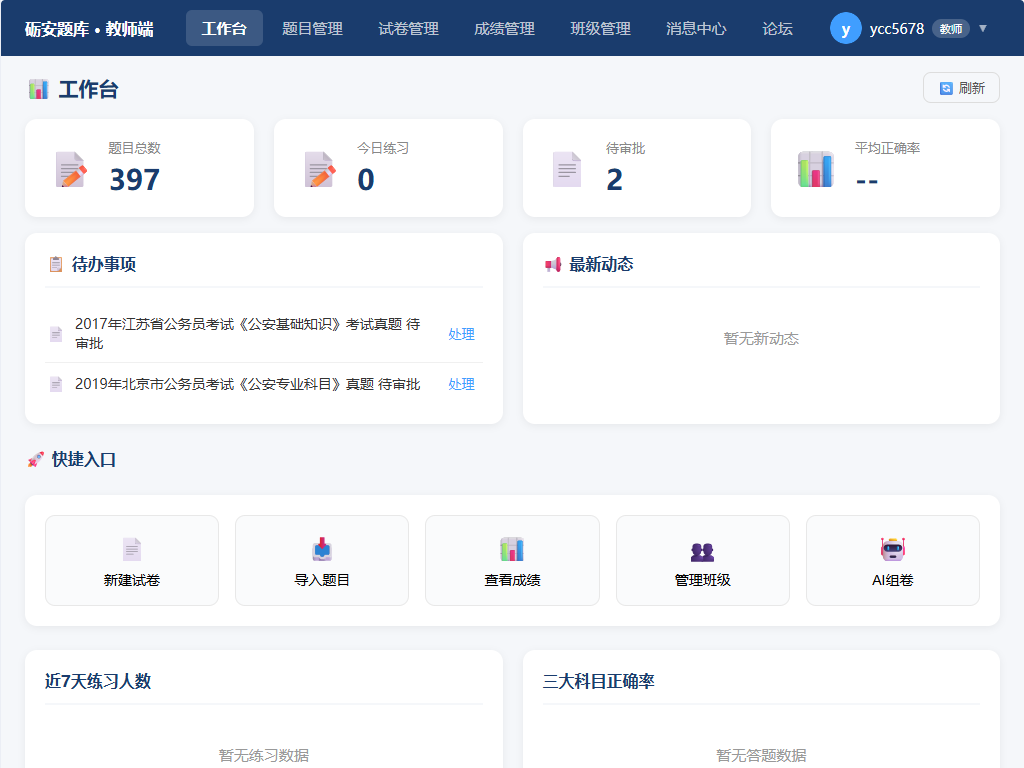 砺安题库 • 教师端
工作台
题目管理
试卷管理
成绩管理
班级管理
消息中心
论坛
y
ycc5678
教师
工作台
刷新
题目总数
397
今日练习
0
待审批
2
平均正确率
--
待办事项
2017年江苏省公务员考试《公安基础知识》考试真题 待
审批
处理
2019年北京市公务员考试《公安专业科目》真题 待审批
处理
最新动态
暂无新动态
快捷入口
新建试卷
导入题目
查看成绩
管理班级
AI组卷
近7天练习人数
暂无练习数据
三大科目正确率
暂无答题数据